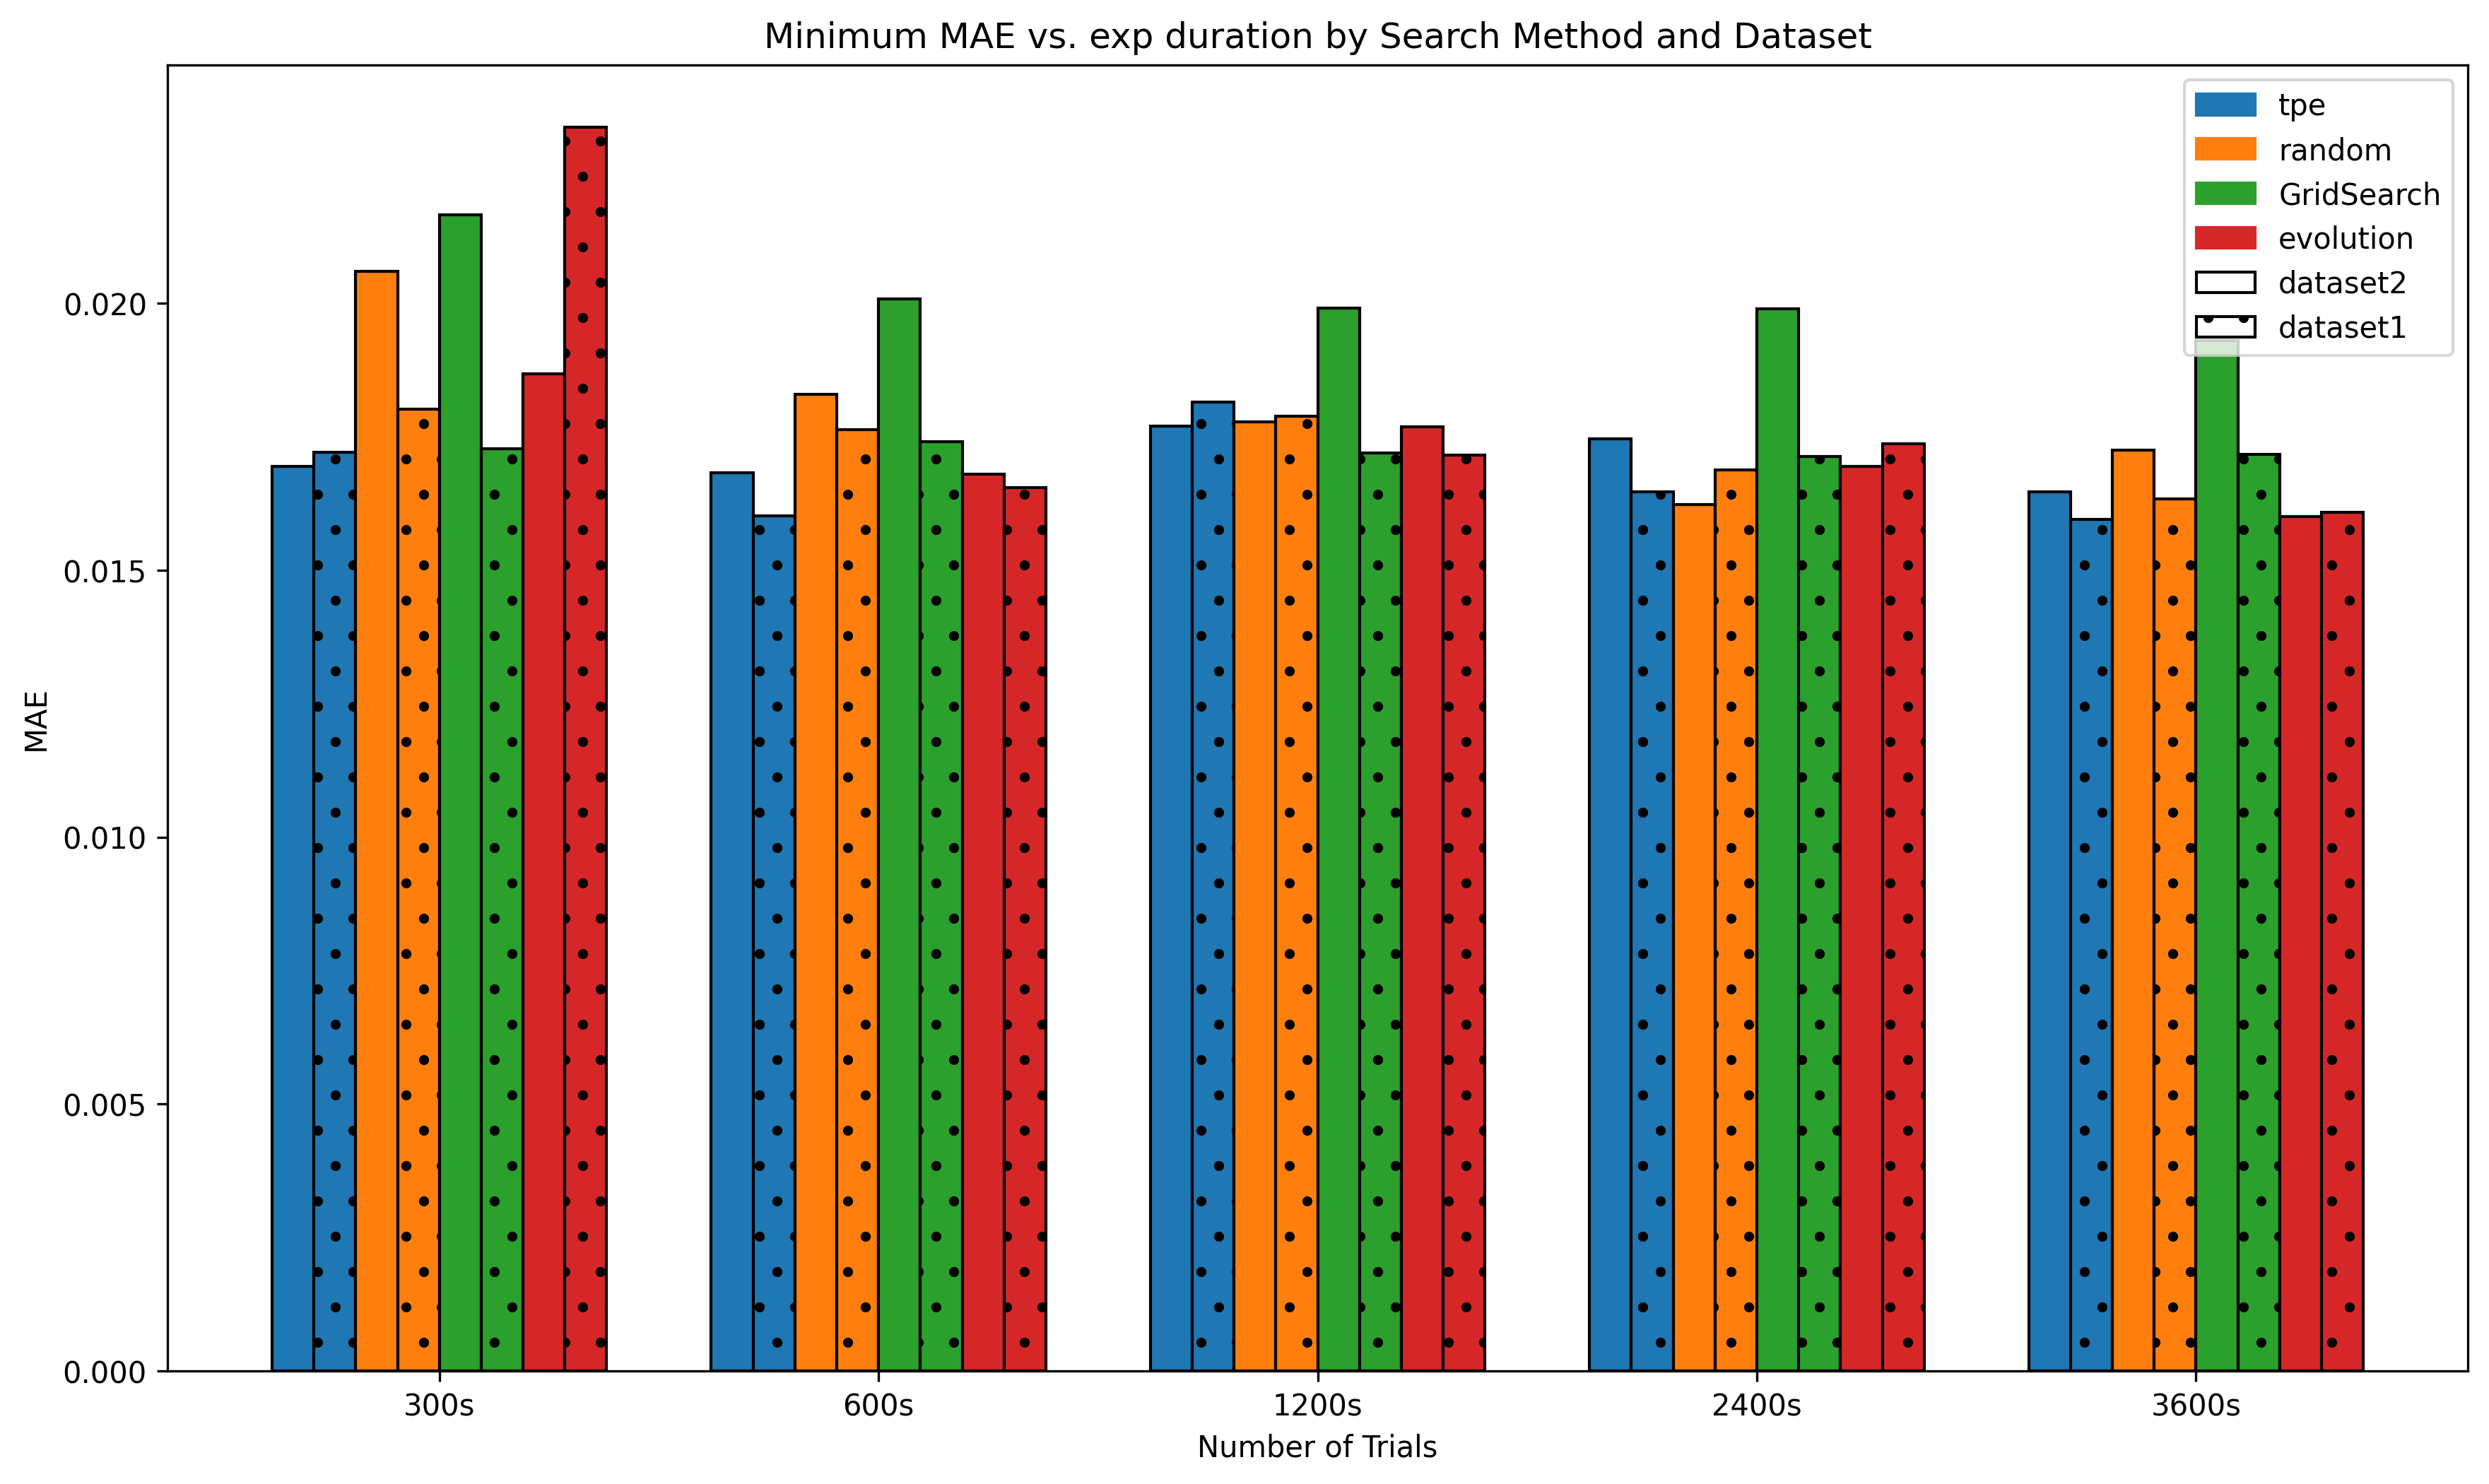 Minimum MAE vs. exp duration by Search Method and Dataset
tpe
random
GridSearch
evolution
dataset2
dataset1
0.020
0.015
0.010
0.005
0.000
MAE
300s
600s
1200s
2400s
3600s
Number of Trials